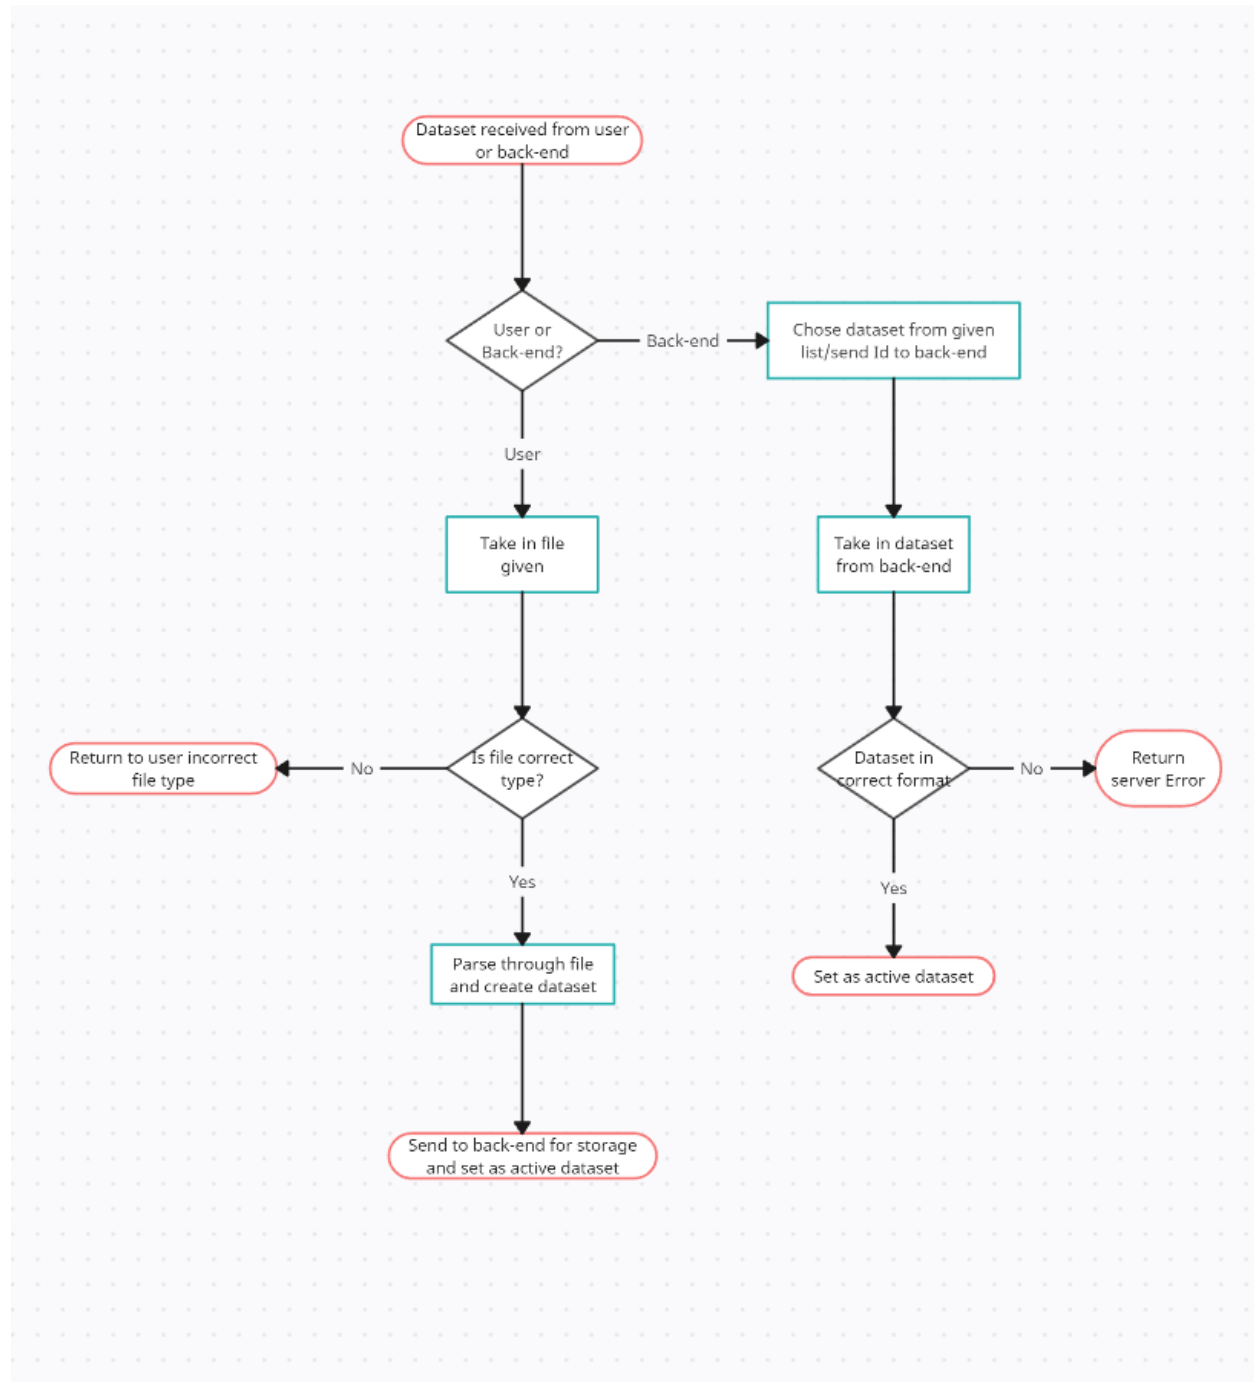 Dataset received from user
or back-end
User or
Back-end?
Back-end
Chose dataset from given
list/send Id to back-end
User
Take in file
given
Take in dataset
from back-end
Return to user incorrect
file type
No
Is file correct
type?
Dataset in
correct format
No
Return
server Error
Yes
Yes
Parse through file
and create dataset
Set as active dataset
Send to back-end for storage
and set as active dataset